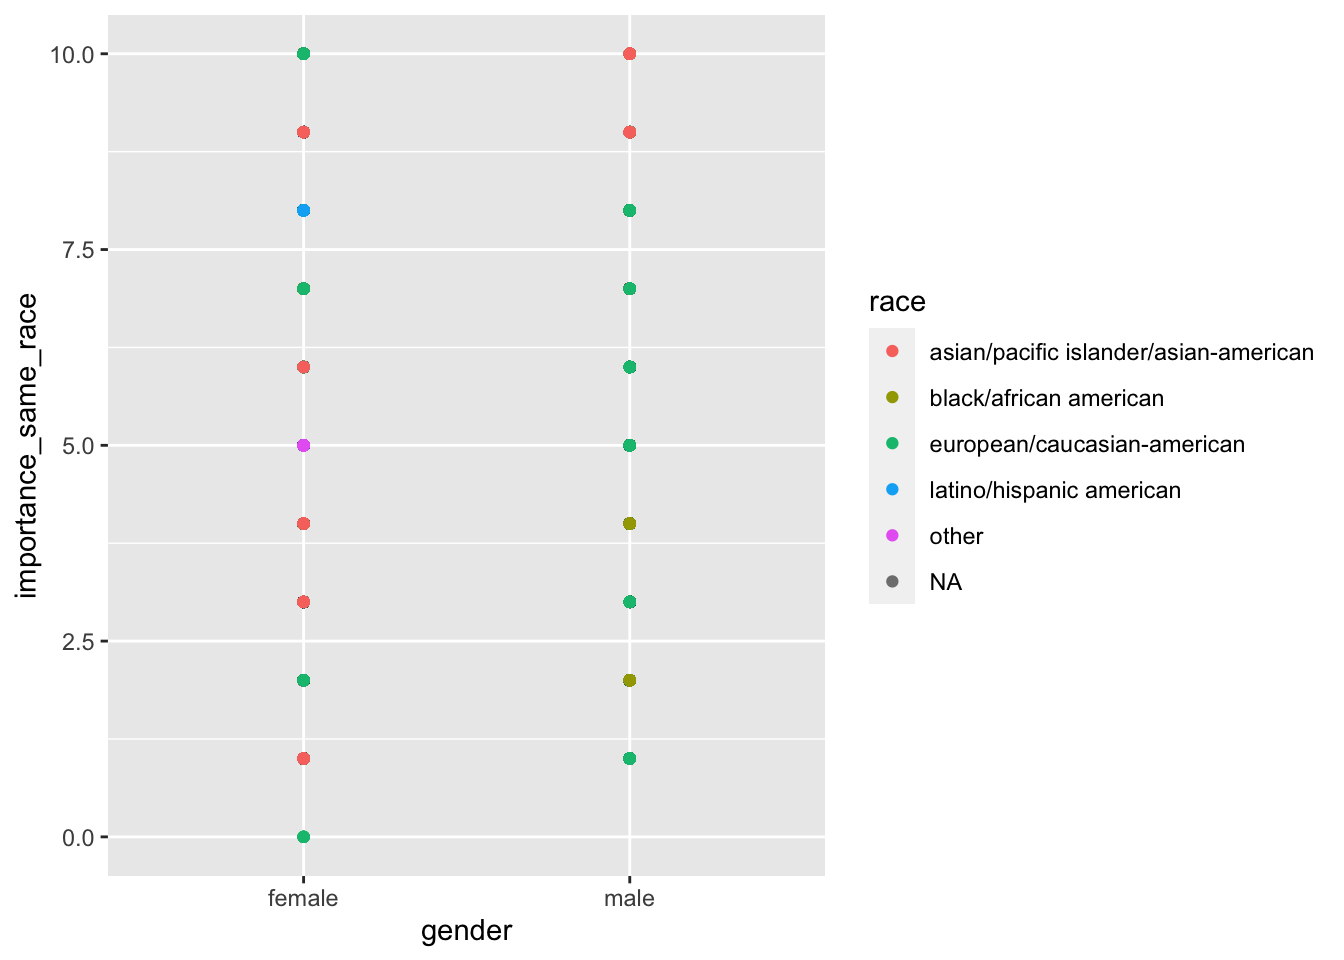 10.0
7.5
5.0
2.5
0.0
importance_same_race
female
male
gender
race
asian/pacific islander/asian-american
black/african american
european/caucasian-american
latino/hispanic american
other
NA